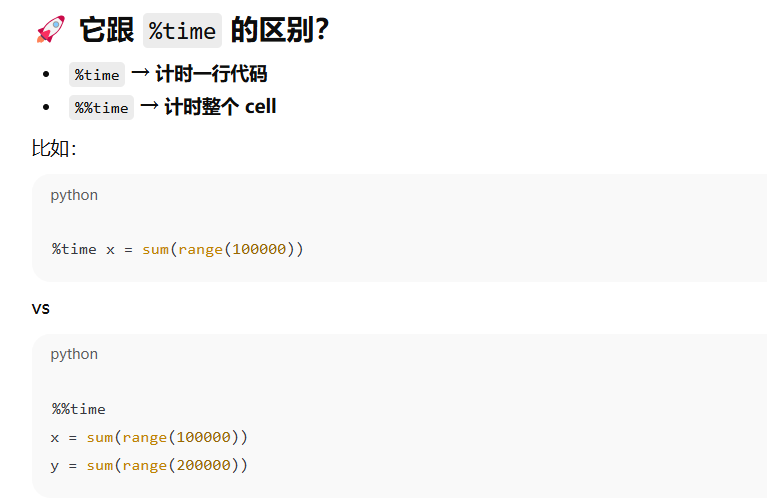 🚀 它跟 %time 的区别？
• %time → 计时一行代码
• %%time → 计时整个 cell
比如：
python
%time x = sum(range(100000))
vs
python
%%time
x = sum(range(100000))
y = sum(range(200000))